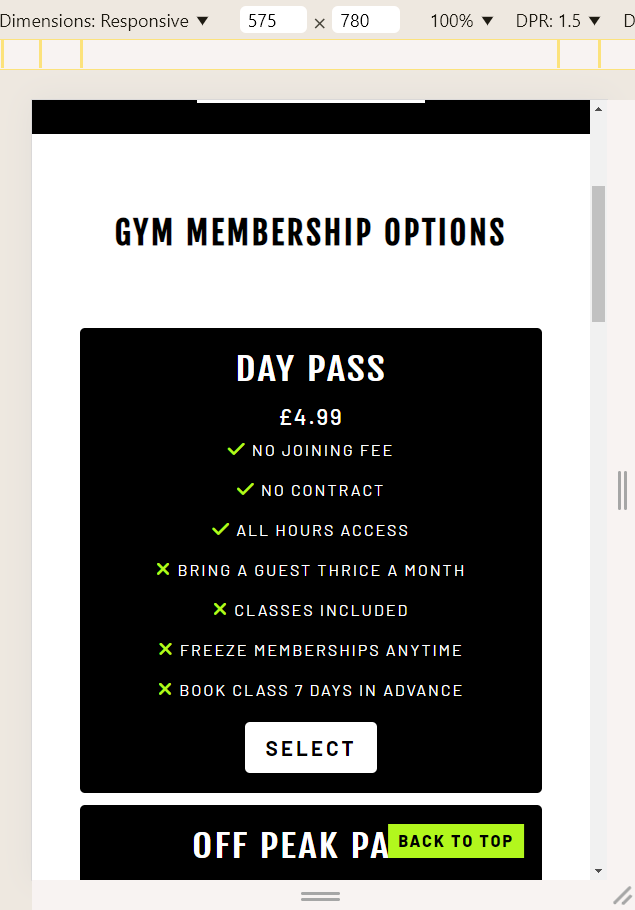 Dimensions: Responsive ▼ 575 × 780 100% ▼ DPR: 1.5 ▼ D
GYM MEMBERSHIP OPTIONS
DAY PASS
£4.99
NO JOINING FEE
NO CONTRACT
ALL HOURS ACCESS
BRING A GUEST THRICE A MONTH
CLASSES INCLUDED
FREEZE MEMBERSHIPS ANYTIME
BOOK CLASS 7 DAYS IN ADVANCE
SELECT
OFF PEAK PA
BACK TO TOP